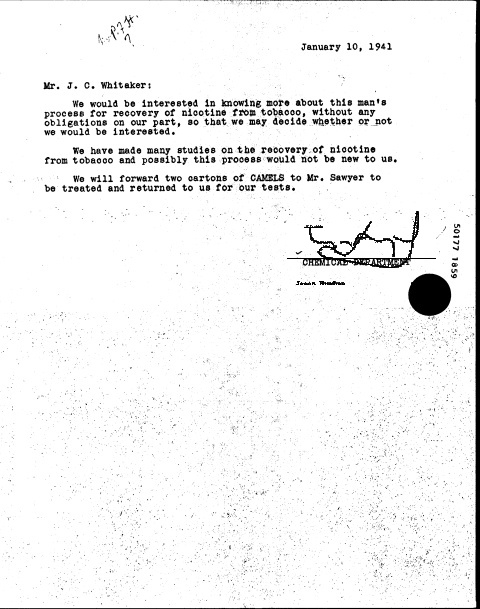 January 10, 1941
Mr. J. C. Whitaker:
We would be interested in knowing more about this man's
process for recovery of nicotine from tobacco, without any
obligations on our part, so that we may decide whether or not
we would be interested.
We have made many studies on the recovery of nicotine
from tobacco and possibly this process would not be new to us.
We will forward two cartons of CAMELS to Mr. Sawyer to
be treated and returned to us for our tests.
CHEMICAL DEPARTMENT
50177 1859